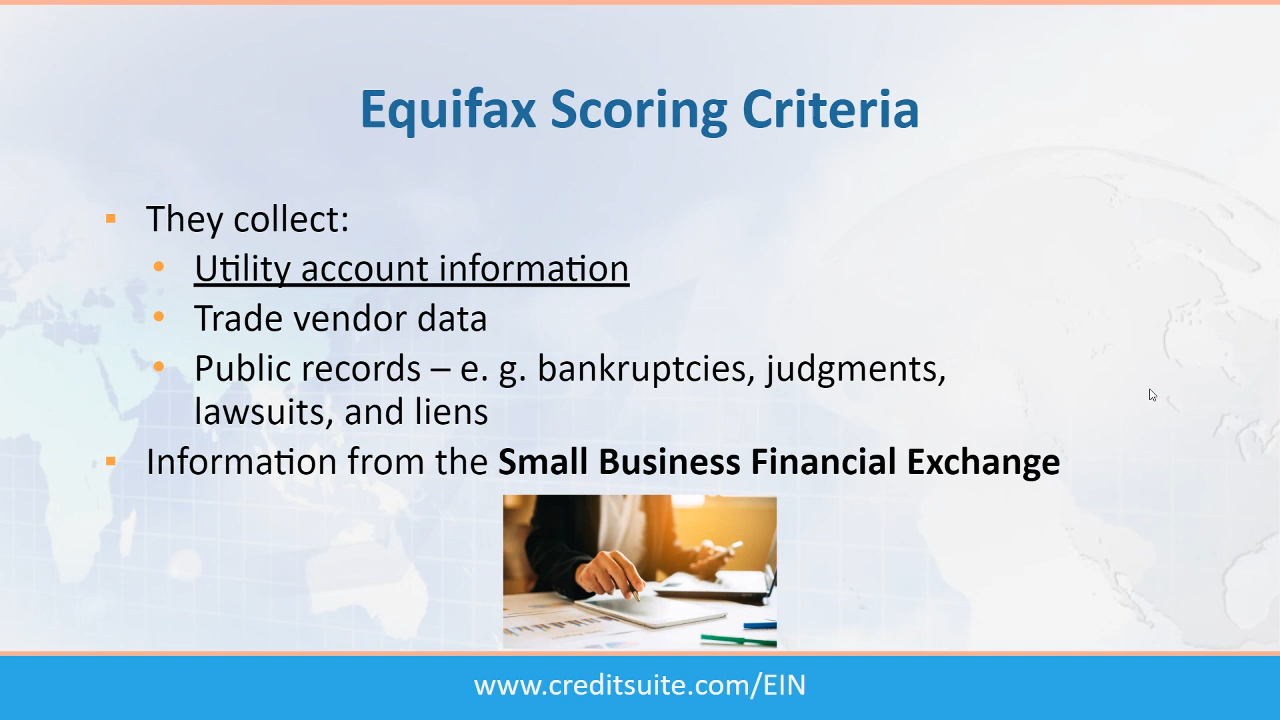 Equifax Scoring Criteria
▪ They collect:
• Utility account information
• Trade vendor data
• Public records – e. g. bankruptcies, judgments,
lawsuits, and liens
▪ Information from the Small Business Financial Exchange
www.creditsuite.com/EIN